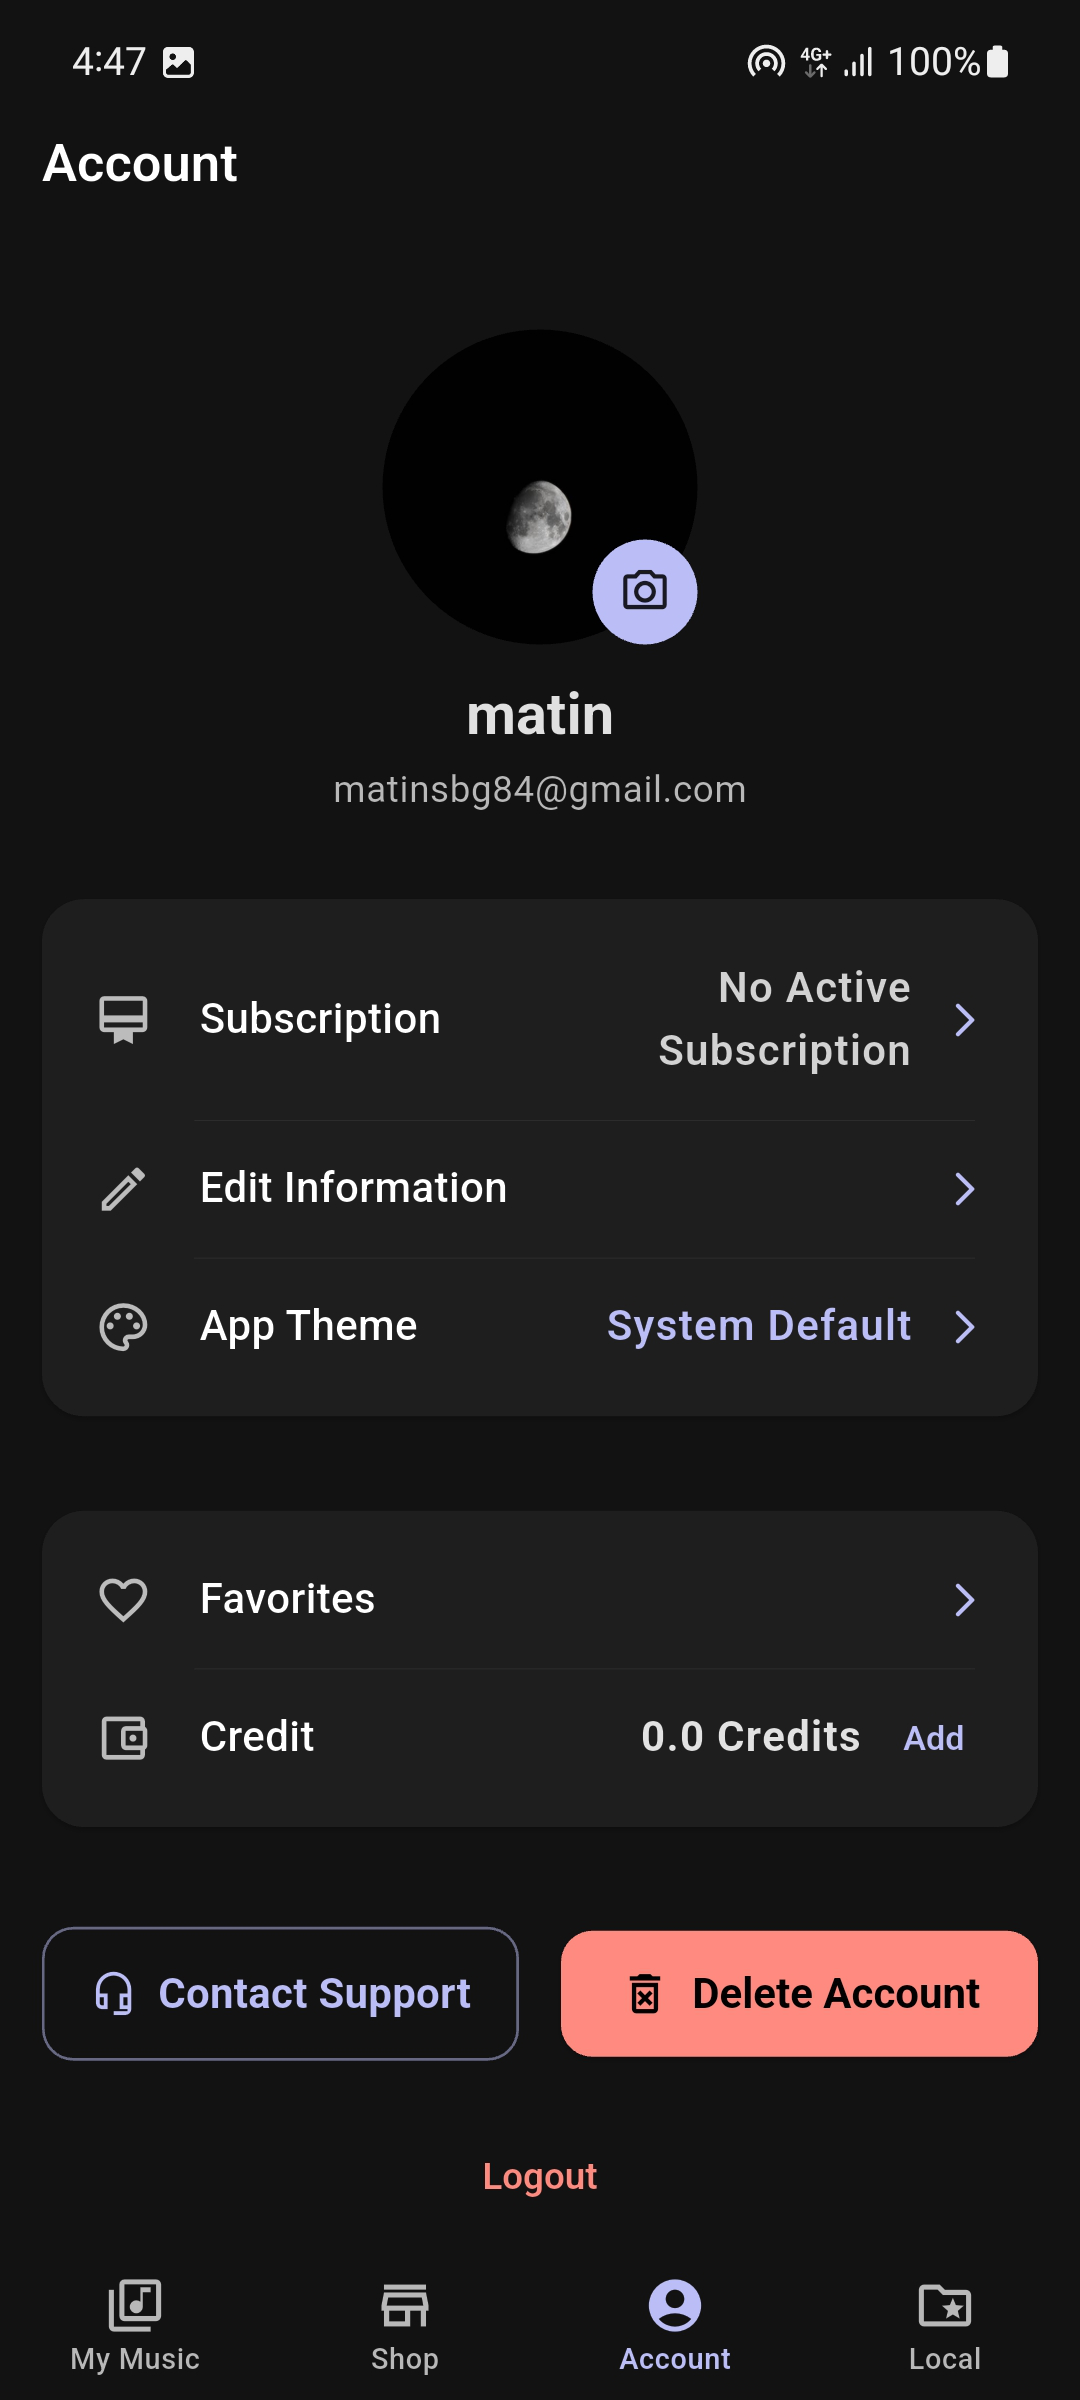 4:47
4G+ 100%
Account
matin
matinsbg84@gmail.com
Subscription
No Active
Subscription
Edit Information
App Theme System Default
Favorites
Credit 0.0 Credits Add
Contact Support Delete Account
Logout
My Music Shop Account Local